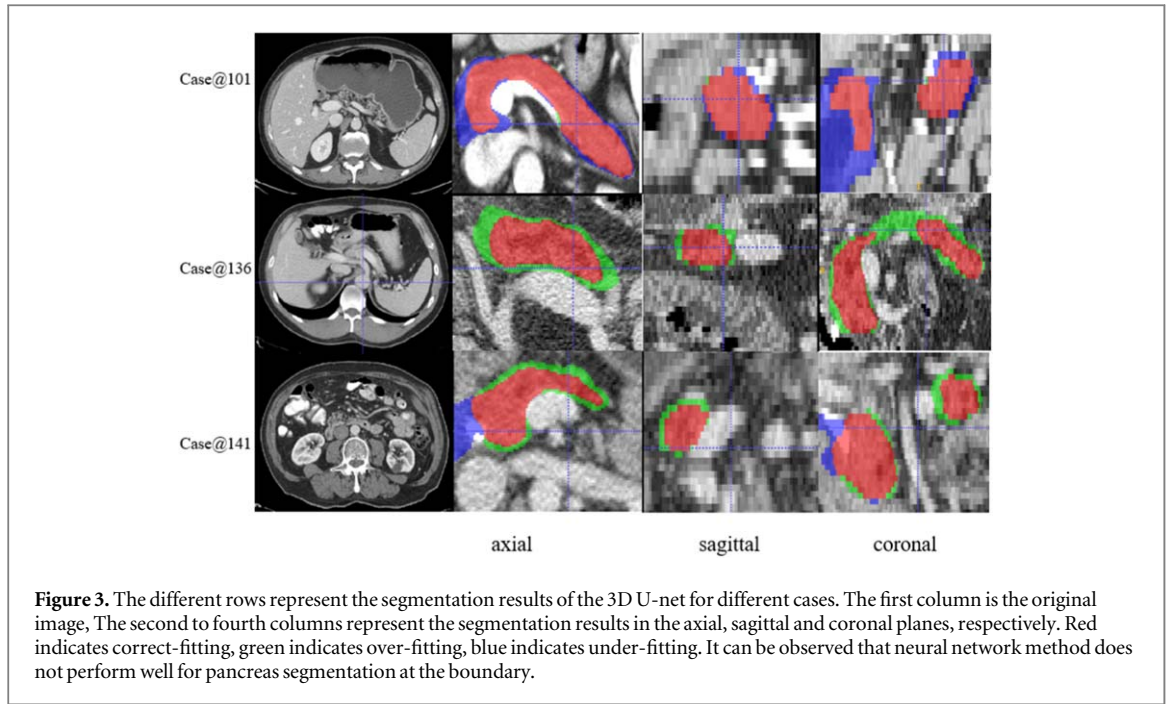 Case@101
Case@136
Case@141
axial sagittal coronal
Figure 3. The different rows represent the segmentation results of the 3D U-net for different cases. The first column is the original
image, The second to fourth columns represent the segmentation results in the axial, sagittal and coronal planes, respectively. Red
indicates correct-fitting, green indicates over-fitting, blue indicates under-fitting. It can be observed that neural network method does
not perform well for pancreas segmentation at the boundary.